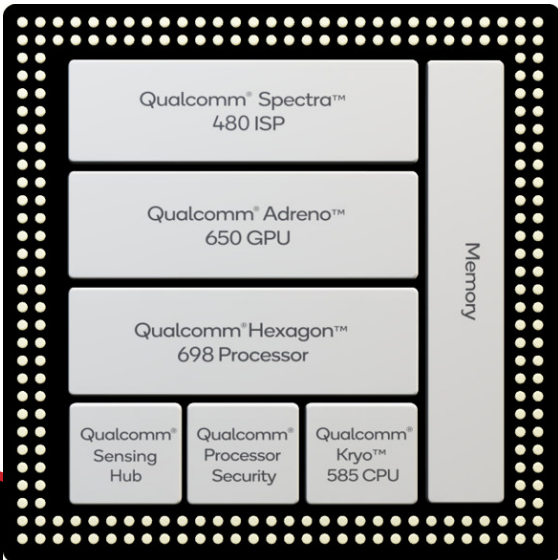 Qualcomm® Spectra™
480 ISP
Qualcomm® Adreno™
650 GPU
Qualcomm® Hexagon™
698 Processor
Qualcomm®
Sensing
Hub
Qualcomm®
Processor
Security
Qualcomm®
Kryo™
585 CPU
Memory